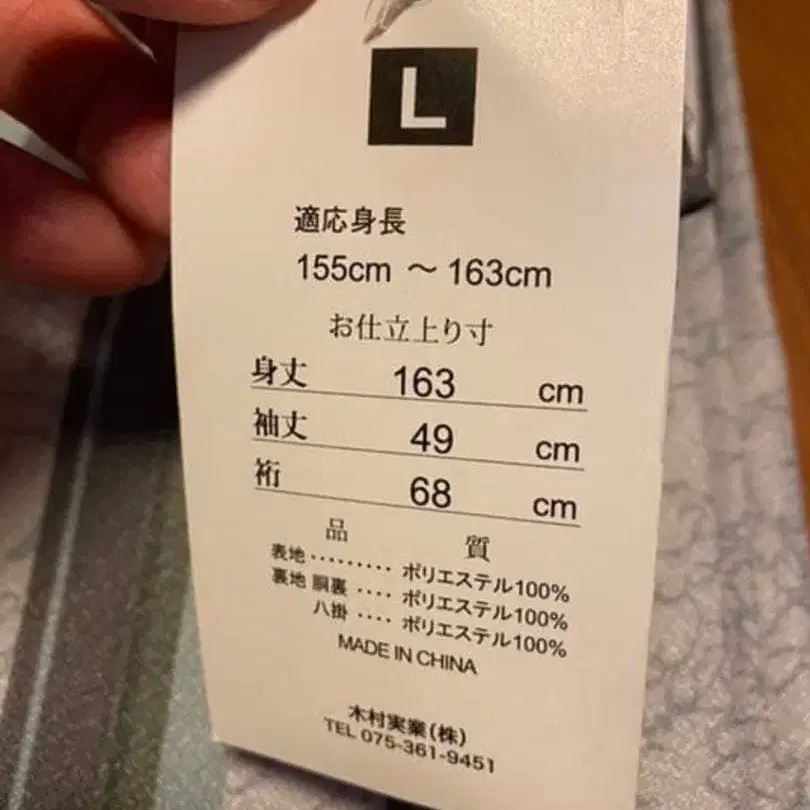 L
適応身長
155cm 〜 163cm
お仕立上り寸
身丈 163 cm
袖丈 49 cm
裄 68 cm
品 質
表地 ········· ポリエステル100%
裏地 胴裏 ···· ポリエステル100%
八掛 ···· ポリエステル100%
MADE IN CHINA
木村実業(株)
TEL 075-361-9451